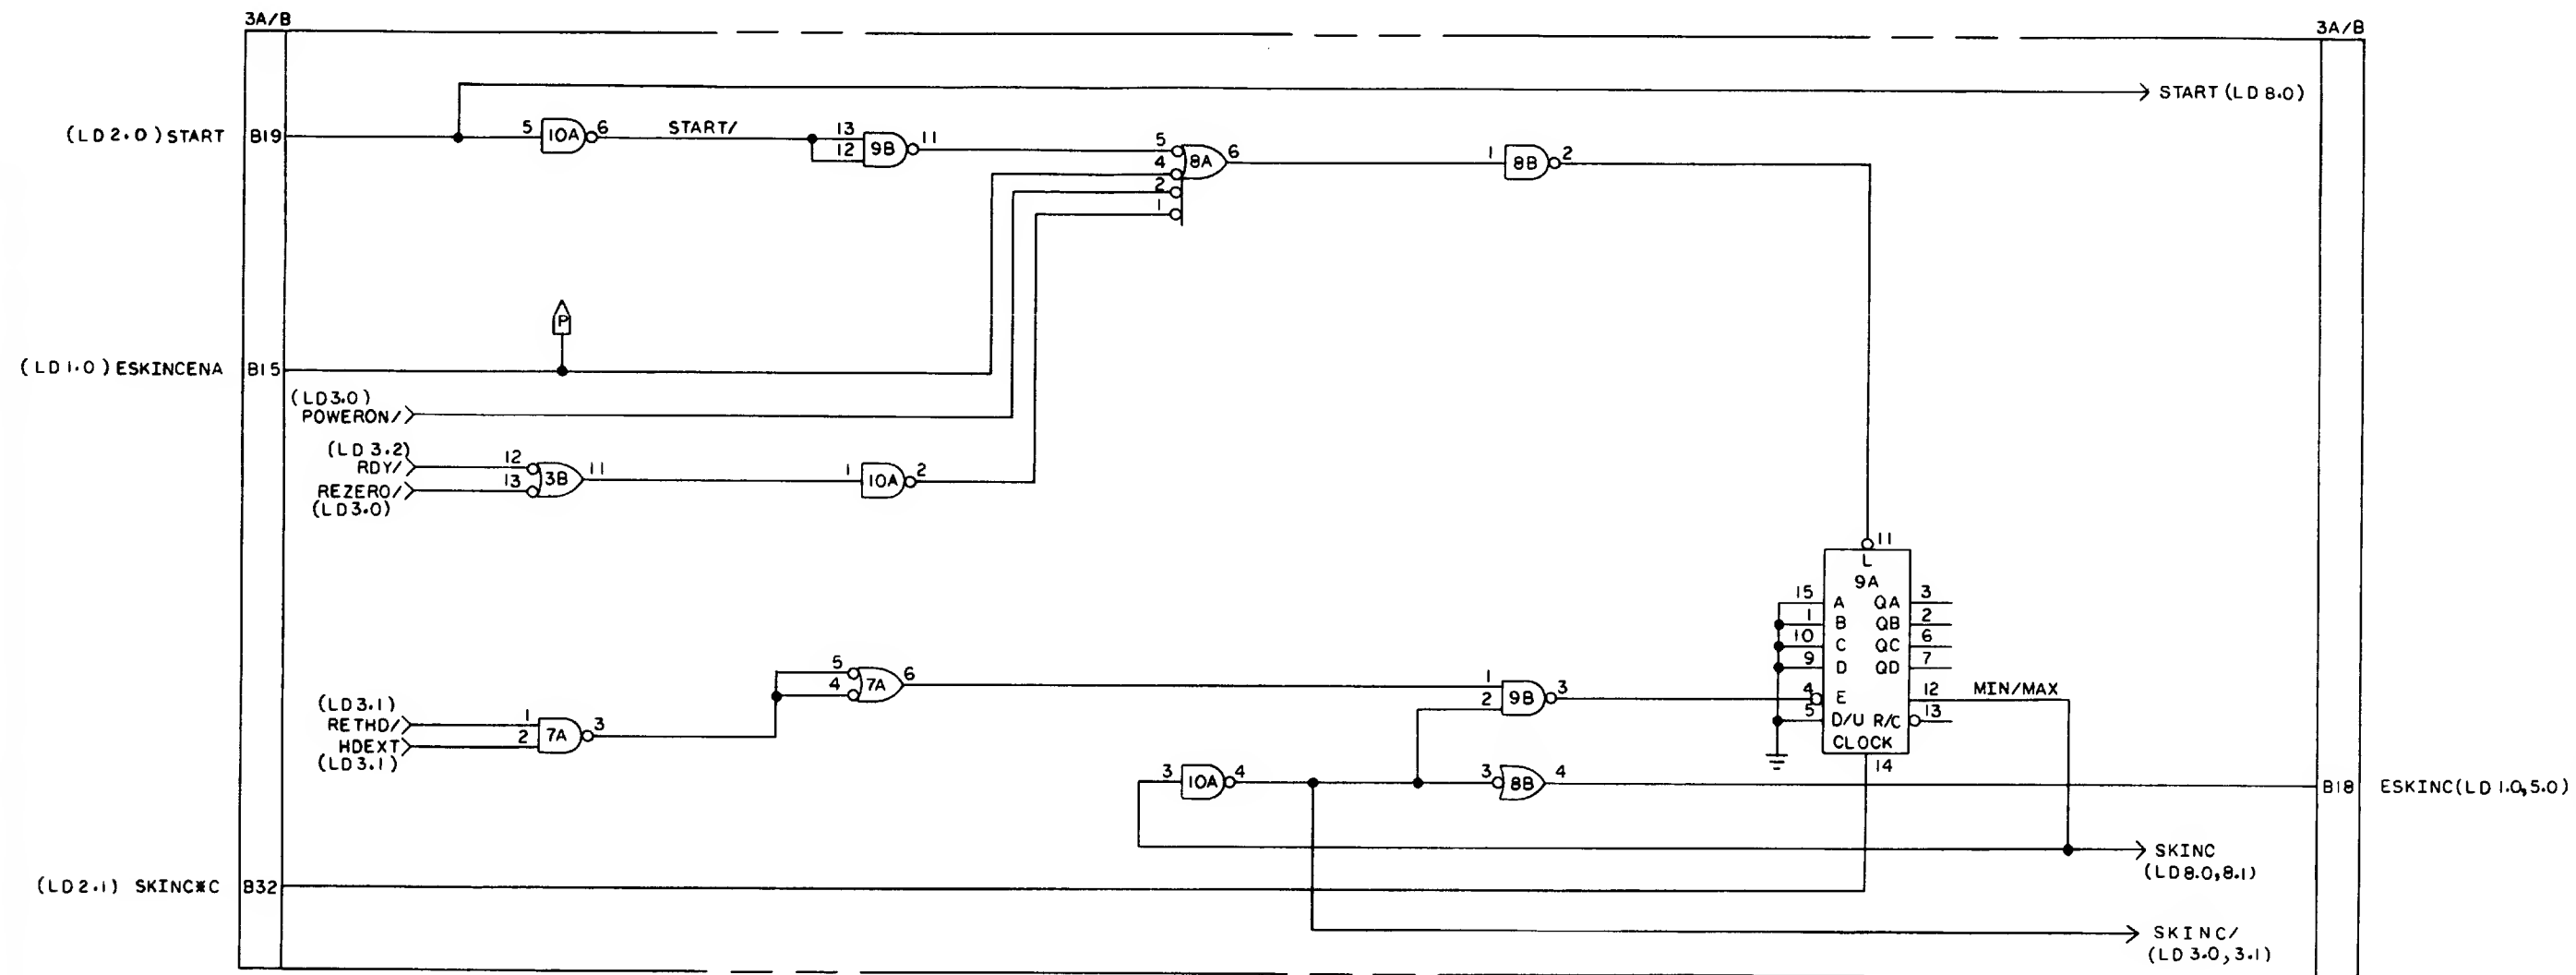 3A/B
3A/B
START (LD 8.0)
(LD 2.0) START B19
5 10A 6
START/
13
12 9B 11
5
4
2
1
8A 6
1 8B 2
P
(LD 1.0) ESKINCENA B15
(LD3.0)
POWERON/
(LD 3.2)
RDY/
REZERO/
(LD3.0)
12
13 3B 11
1 10A 2
11
L
9A
15 A QA 3
1 B QB 2
10 C QC 6
9 D QD 7
4 E 12 MIN/MAX
5 D/U R/C 13
CLOCK
14
5
4 7A 6
1
2 9B 3
(LD3.1)
RETHD/
HDEXT
(LD3.1)
1
2 7A 3
3 10A 4
3 8B 4
B18 ESKINC(LD 1.0,5.0)
SKINC
(LD8.0,8.1)
(LD2.1) SKINC*C B32
SKINC/
(LD 3.0,3.1)